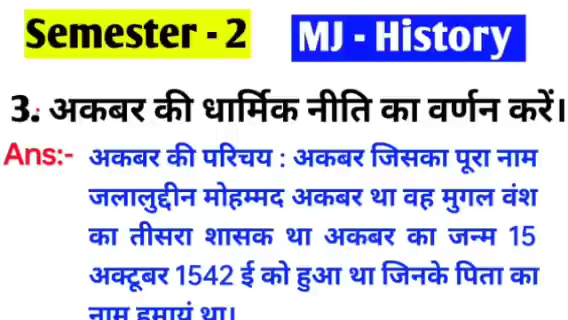 Semester - 2 MJ - History
3. अकबर की धार्मिक नीति का वर्णन करें।
Ans:- अकबर की परिचय : अकबर जिसका पूरा नाम
जलालुद्दीन मोहम्मद अकबर था वह मुगल वंश
का तीसरा शासक था अकबर का जन्म 15
अक्टूबर 1542 ई को हुआ था जिनके पिता का
नाम हुमायूं था।